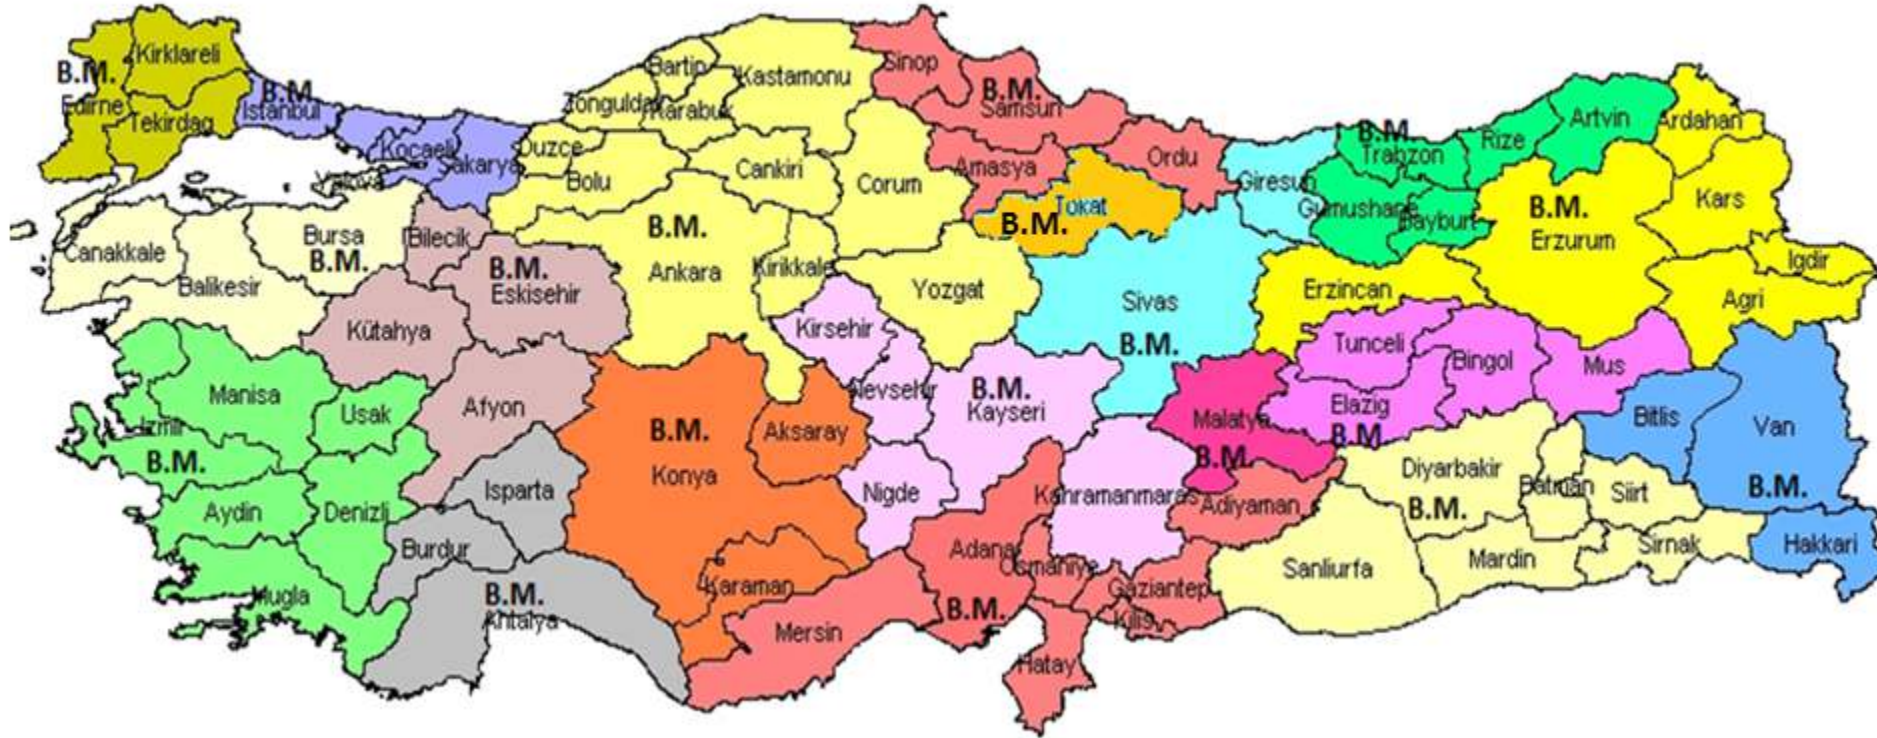 Kirklareli
B.M.
Edirne
Tekirdag
B.M.
Istanbul
Kocaeli
Sakarya
Yalova
Duzce
Bolu
Zonguldak
Bartin
Karabuk
Kastamonu
Cankiri
Corum
Sinop
B.M.
Samsun
Amasya
Ordu
Tokat
B.M.
Giresun
B.M.
Trabzon
Rize
Artvin
Ardahan
Gumushane
Bayburt
B.M.
Erzurum
Kars
Igdir
Agri
Canakkale
Balikesir
Bursa
B.M.
Bilecik
B.M.
Eskisehir
Kütahya
Afyon
B.M.
Ankara
Kirikkale
Yozgat
Sivas
B.M.
Erzincan
Tunceli
Bingol
Mus
Elazig
B.M.
Bitlis
Van
B.M.
Hakkari
Manisa
Usak
Izmir
B.M.
Aydin
Denizli
Mugla
Isparta
Burdur
B.M.
Antalya
B.M.
Konya
Aksaray
Karaman
Kirsehir
Nevsehir
B.M.
Kayseri
Nigde
Kahramanmaras
Malatya
B.M.
Adiyaman
Diyarbakir
B.M.
Batman
Siirt
Sirnak
Mardin
Sanliurfa
Gaziantep
Kilis
Osmaniye
Adana
B.M.
Mersin
Hatay